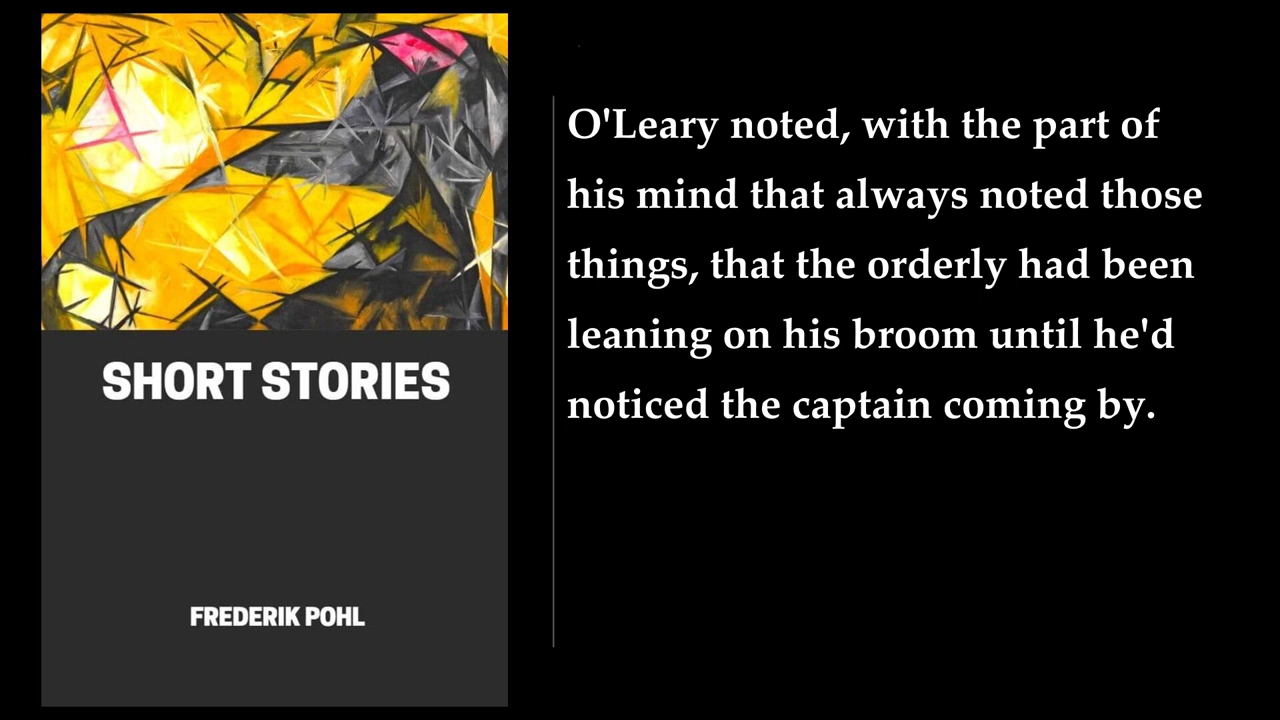 SHORT STORIES
FREDERIK POHL
O'Leary noted, with the part of
his mind that always noted those
things, that the orderly had been
leaning on his broom until he'd
noticed the captain coming by.